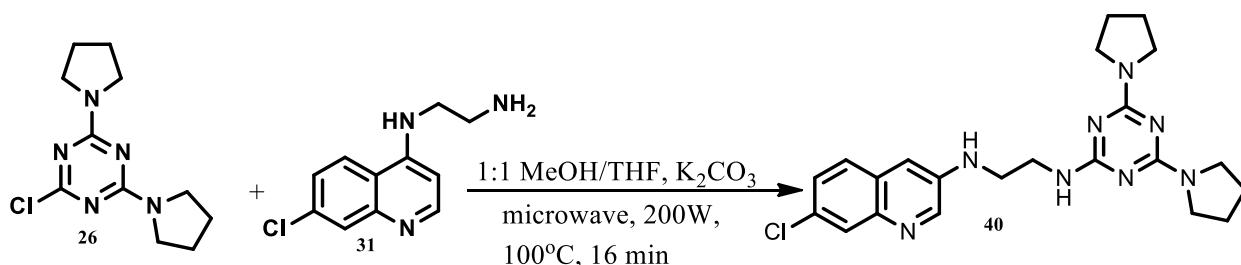 N
N
N
Cl
N
N
N
26
+
HN
NH₂
Cl
N
31
1:1 MeOH/THF, K₂CO₃
microwave, 200W,
100°C, 16 min
N
N
N
H
N
N
N
H
N
N
Cl
N
40